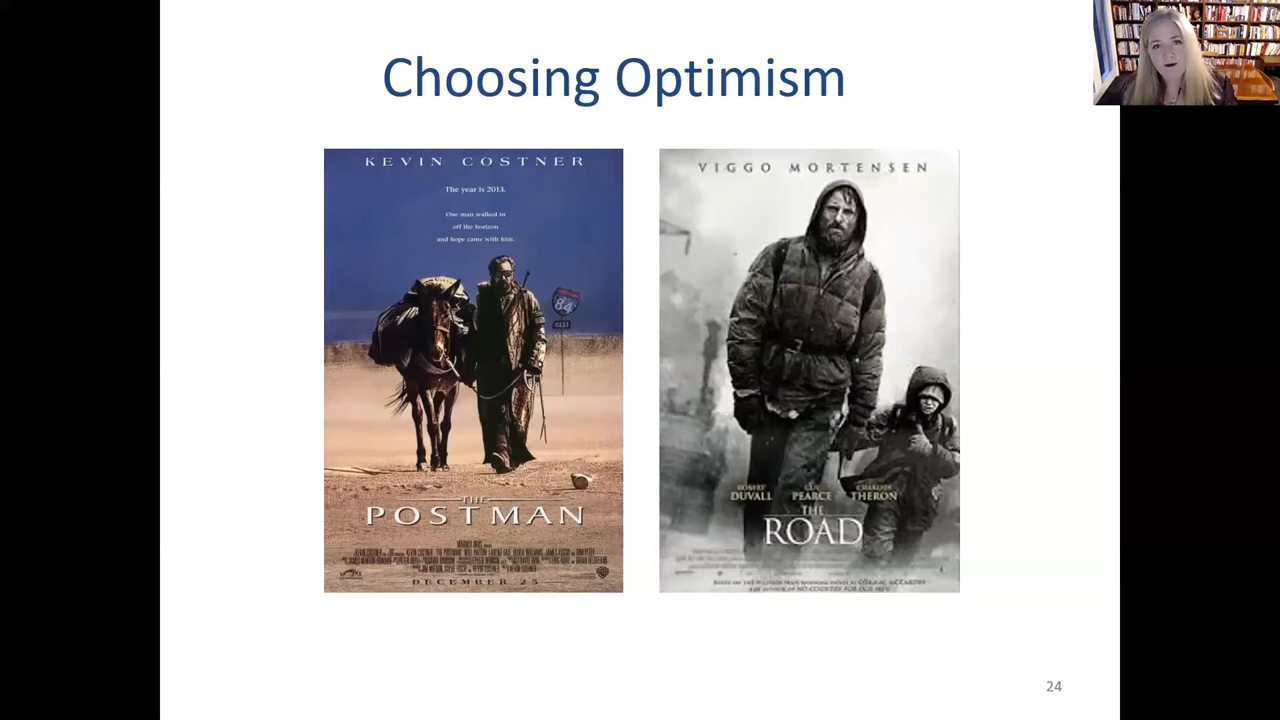 Choosing Optimism
KEVIN COSTNER
The year is 2013.
One man walked in
off the horizon
and hope came with him.
84
THE
POSTMAN
DECEMBER 25
VIGGO MORTENSEN
ROBERT DUVALL
GUY PEARCE
CHARLIZE THERON
THE
ROAD
24